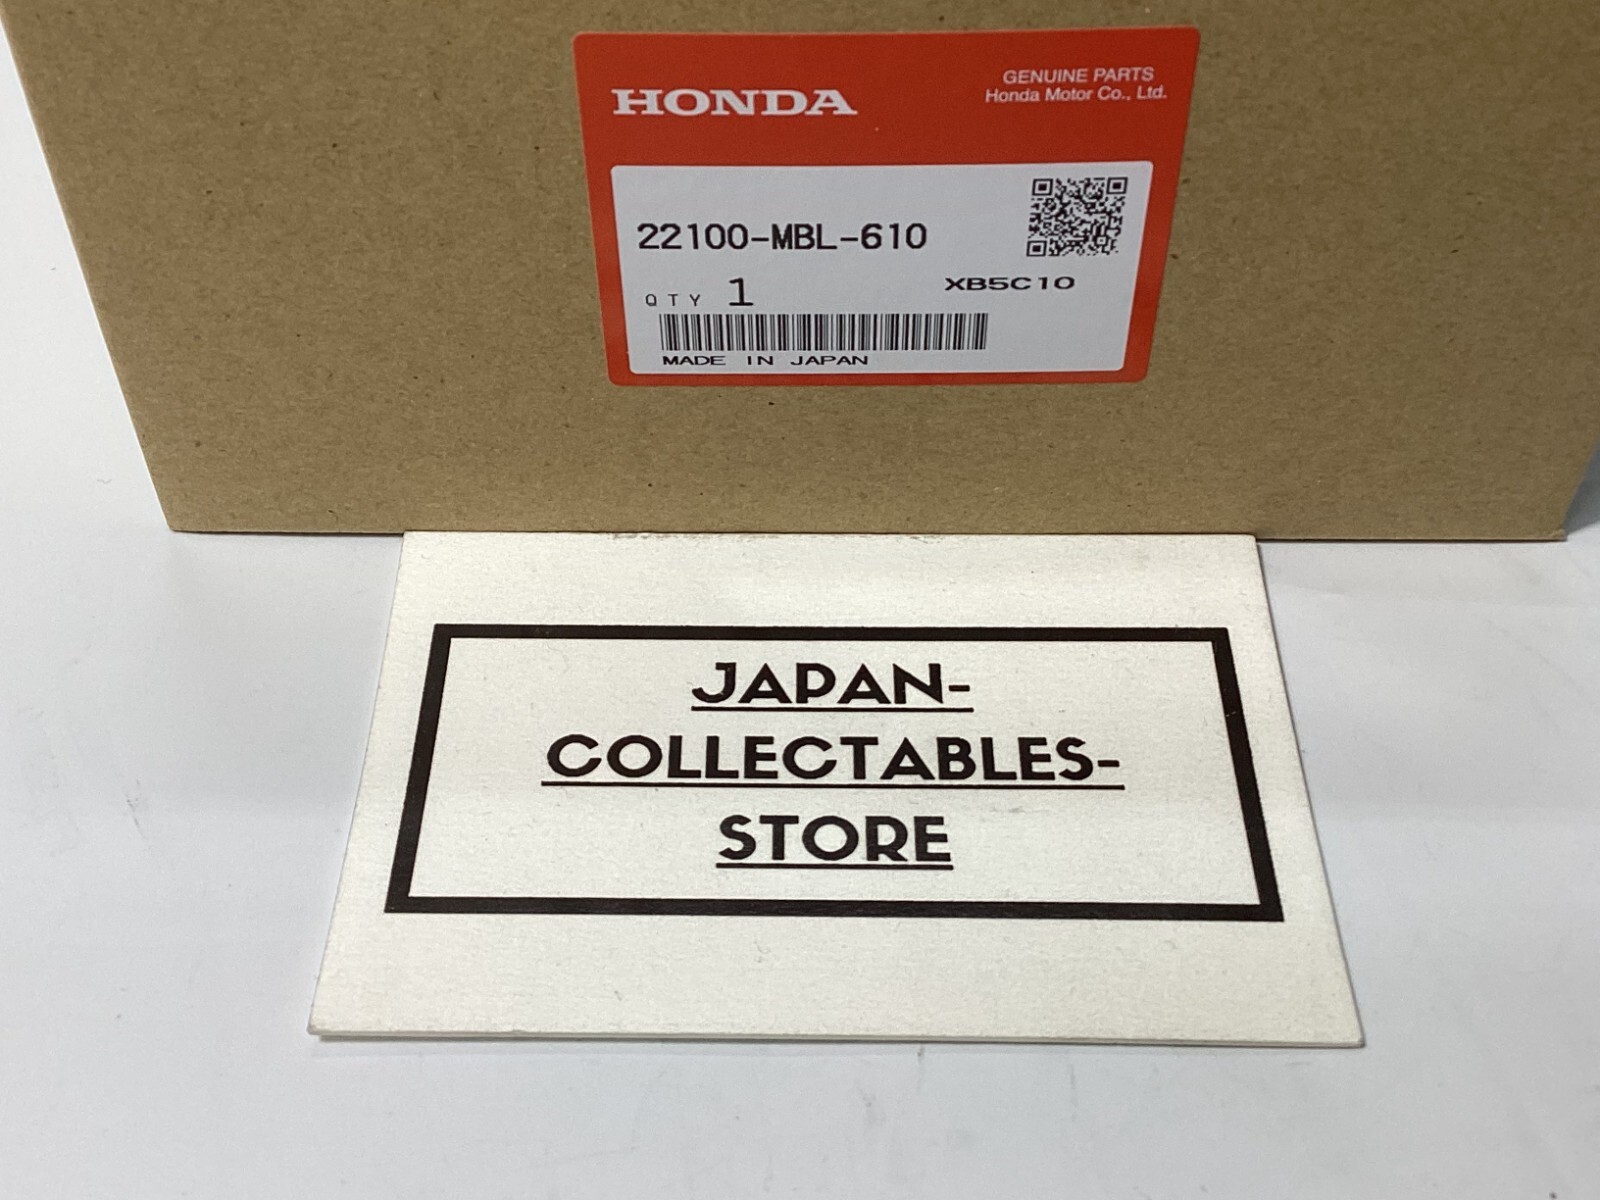 HONDA
GENUINE PARTS
Honda Motor Co., Ltd.
22100-MBL-610
QTY 1
XB5C10
MADE IN JAPAN
JAPAN-
COLLECTABLES-
STORE